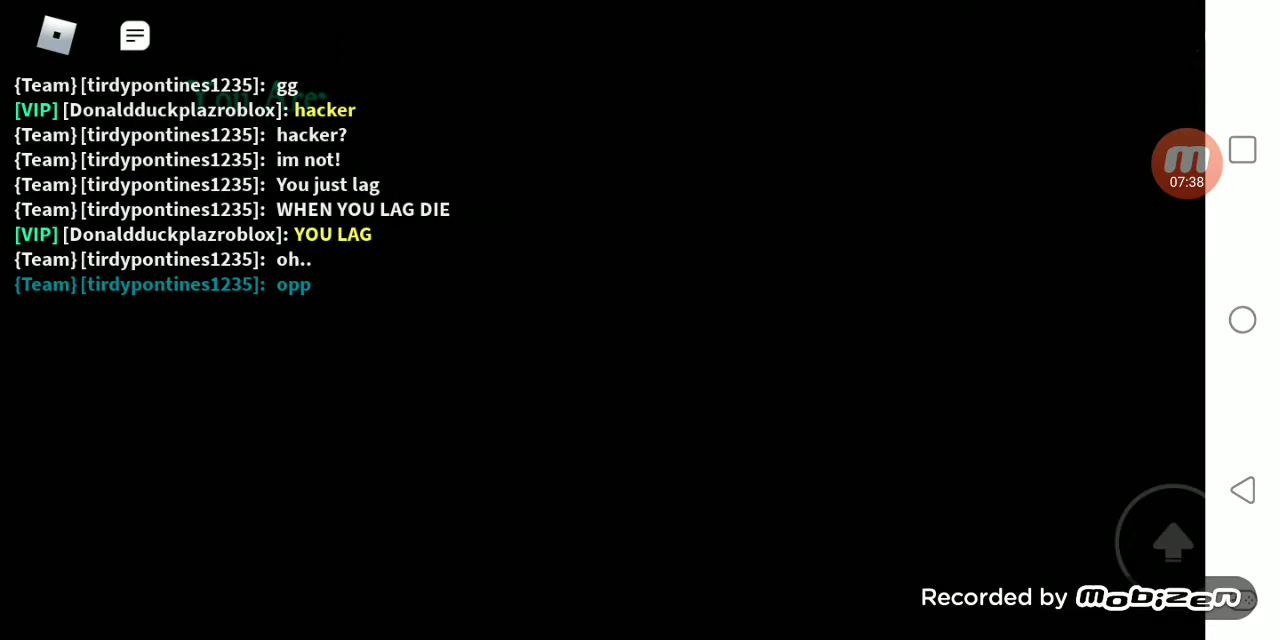 You Are:
{Team} [tirdypontines1235]: gg
[VIP] [Donaldduckplazroblox]: hacker
{Team} [tirdypontines1235]: hacker?
{Team} [tirdypontines1235]: im not!
{Team} [tirdypontines1235]: You just lag
{Team} [tirdypontines1235]: WHEN YOU LAG DIE
[VIP] [Donaldduckplazroblox]: YOU LAG
{Team} [tirdypontines1235]: oh..
{Team} [tirdypontines1235]: opp
07:38
Recorded by mobizen